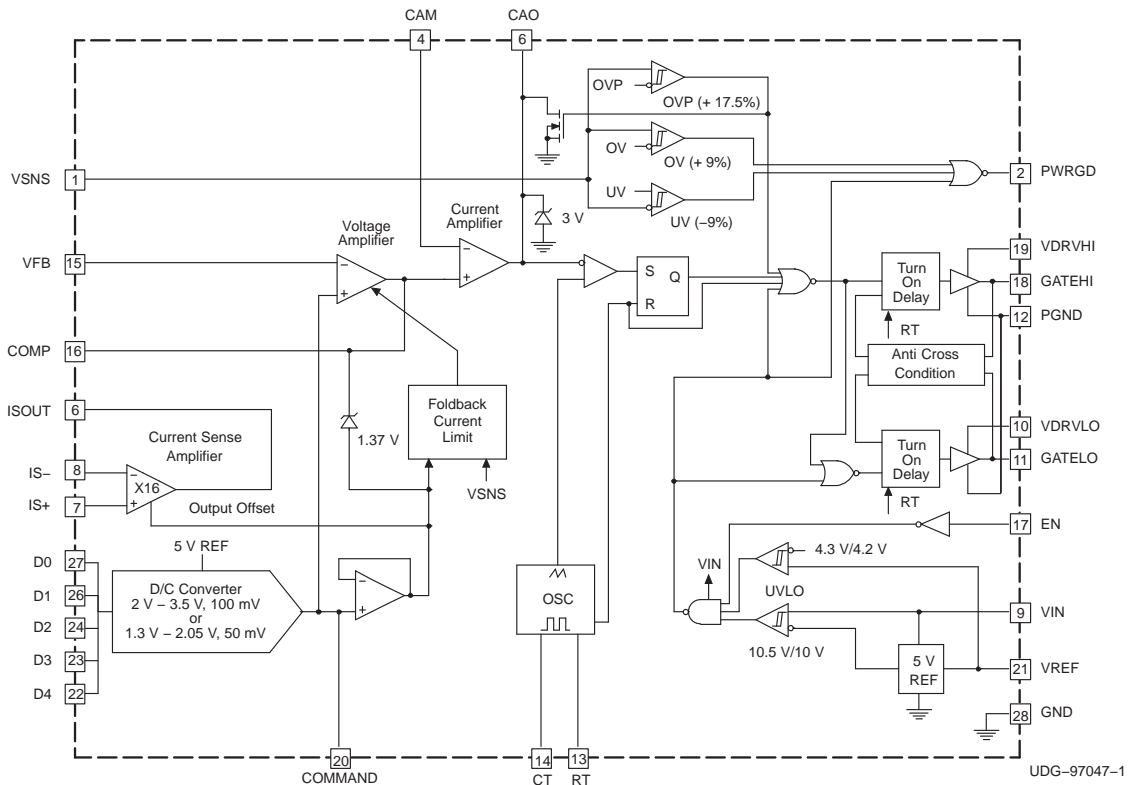 CAM
CAO
4
6
OVP
OVP (+ 17.5%)
OV
OV (+ 9%)
UV
UV (−9%)
VSNS
1
2
PWRGD
Current
Amplifier
3 V
Voltage
Amplifier
VFB
15
−
+
−
+
S
Q
R
Turn
On
Delay
19
VDRVHI
18
GATEHI
12
PGND
RT
COMP
16
Anti Cross
Condition
Foldback
Current
Limit
1.37 V
ISOUT
6
Current Sense
Amplifier
10
VDRVLO
Turn
On
Delay
11
GATELO
IS−
8
−
X16
+
IS+
7
VSNS
RT
Output Offset
17
EN
5 V REF
D0
27
D1
26
D2
24
D3
23
D4
22
D/C Converter
2 V − 3.5 V, 100 mV
or
1.3 V − 2.05 V, 50 mV
−
+
OSC
VIN
4.3 V/4.2 V
UVLO
9
VIN
10.5 V/10 V
5 V
REF
21
VREF
28
GND
20
COMMAND
14
CT
13
RT
UDG−97047−1